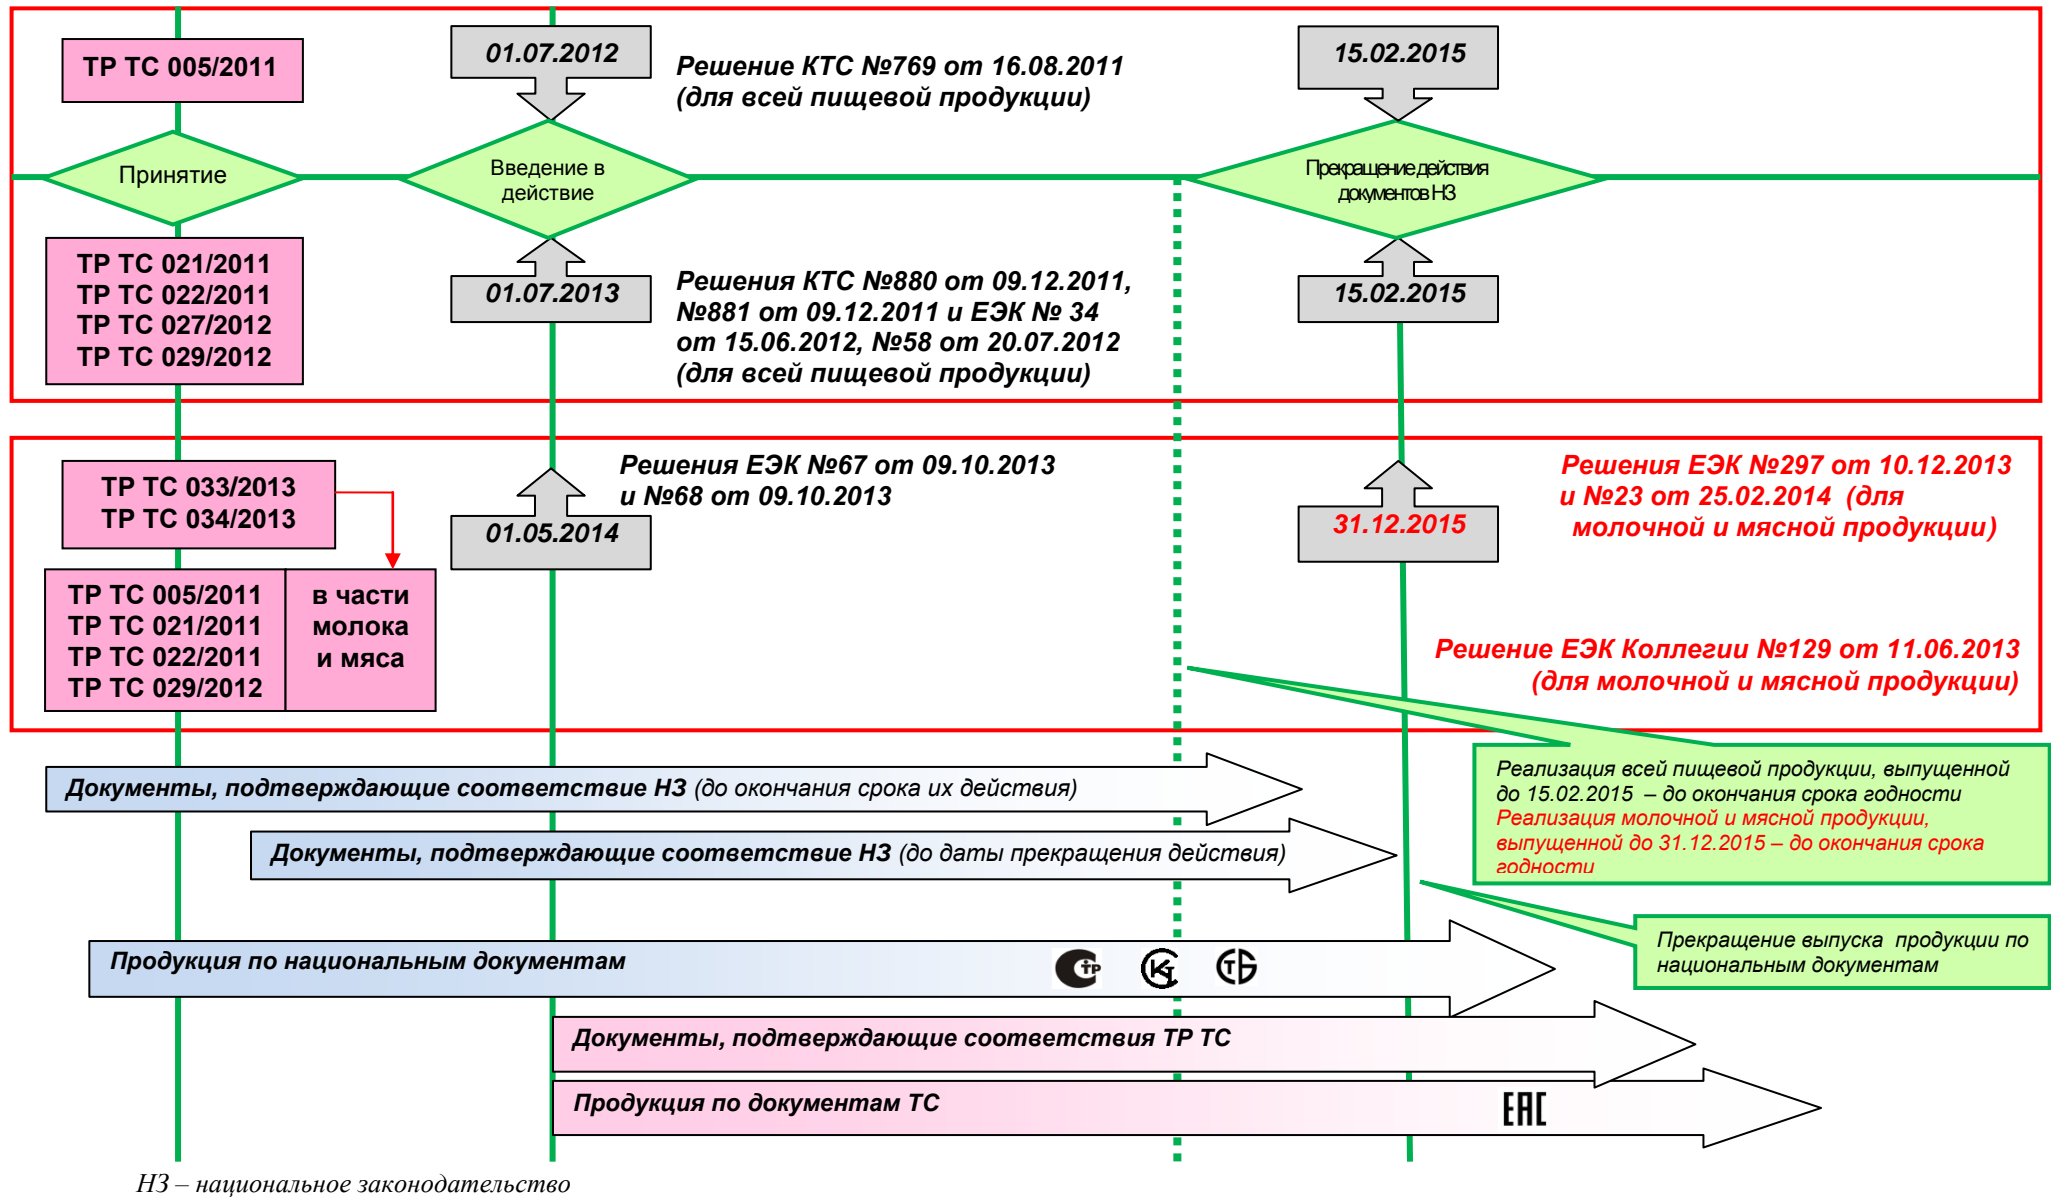 ТР ТС 005/2011
01.07.2012
Решение КТС №769 от 16.08.2011
(для всей пищевой продукции)
15.02.2015
Принятие
Введение в
действие
Прекращение действия
документов НЗ
ТР ТС 021/2011
ТР ТС 022/2011
ТР ТС 027/2012
ТР ТС 029/2012
01.07.2013
Решения КТС №880 от 09.12.2011,
№881 от 09.12.2011 и ЕЭК № 34
от 15.06.2012, №58 от 20.07.2012
(для всей пищевой продукции)
15.02.2015
ТР ТС 033/2013
ТР ТС 034/2013
01.05.2014
Решения ЕЭК №67 от 09.10.2013
и №68 от 09.10.2013
31.12.2015
Решения ЕЭК №297 от 10.12.2013
и №23 от 25.02.2014 (для
молочной и мясной продукции)
ТР ТС 005/2011
ТР ТС 021/2011
ТР ТС 022/2011
ТР ТС 029/2012
в части
молока
и мяса
Решение ЕЭК Коллегии №129 от 11.06.2013
(для молочной и мясной продукции)
Документы, подтверждающие соответствие НЗ (до окончания срока их действия)
Реализация всей пищевой продукции, выпущенной
до 15.02.2015 – до окончания срока годности
Реализация молочной и мясной продукции,
выпущенной до 31.12.2015 – до окончания срока
годности
Документы, подтверждающие соответствие НЗ (до даты прекращения действия)
Продукция по национальным документам
Прекращение выпуска продукции по
национальным документам
Документы, подтверждающие соответствия ТР ТС
Продукция по документам ТС
EAC
НЗ – национальное законодательство